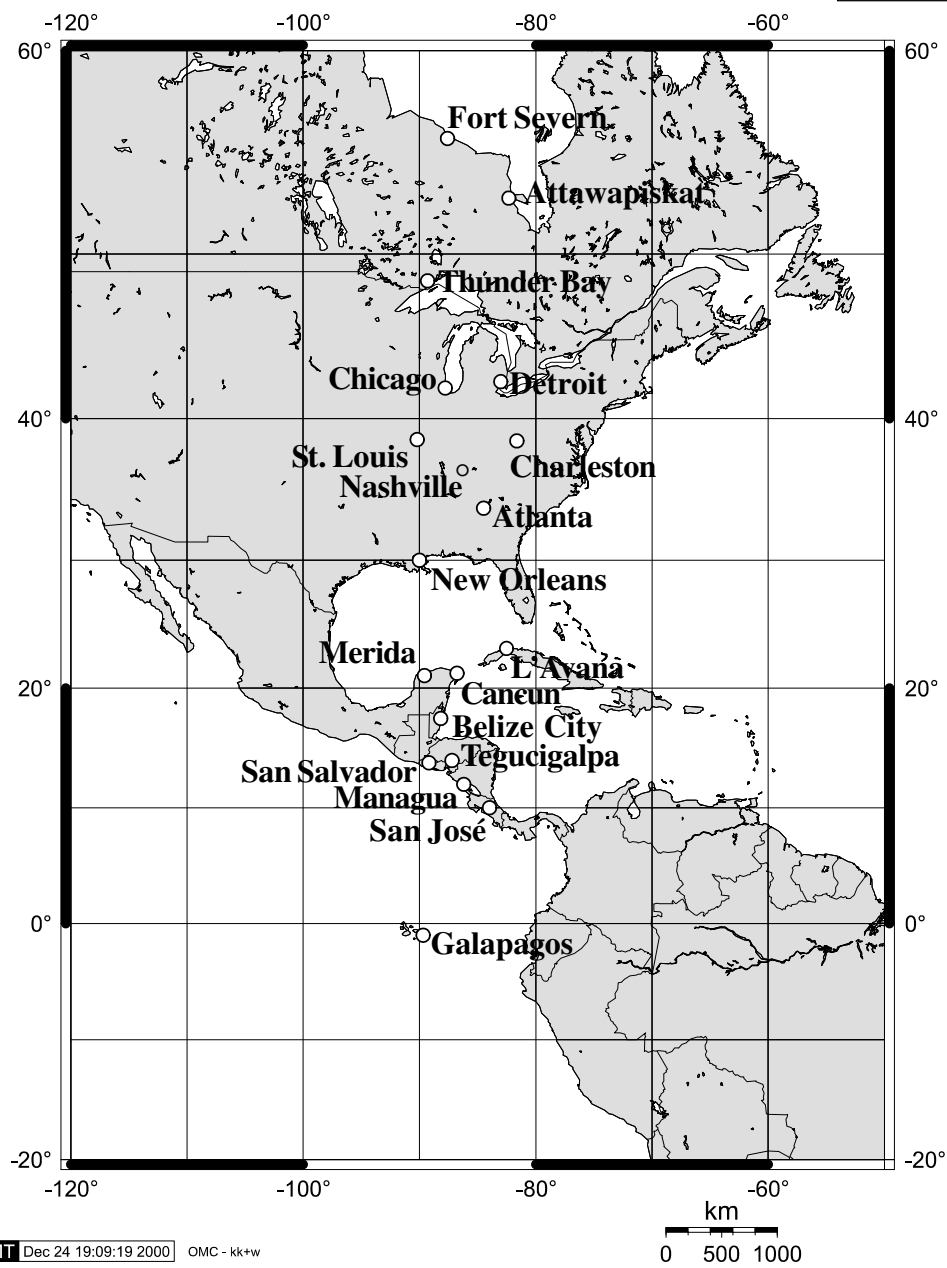 -120° -100° -80° -60°
60° 60°
Fort Severn
Attawapiskat
Thunder Bay
Chicago
Detroit
40° 40°
St. Louis
Charleston
Nashville
Atlanta
New Orleans
Merida
L'Avana
20° 20°
Cancun
Belize City
Tegucigalpa
San Salvador
Managua
San José
0° 0°
Galapagos
-20° -20°
-120° -100° -80° -60°
km
0 500 1000
Dec 24 19:09:19 2000 OMC - kk+w